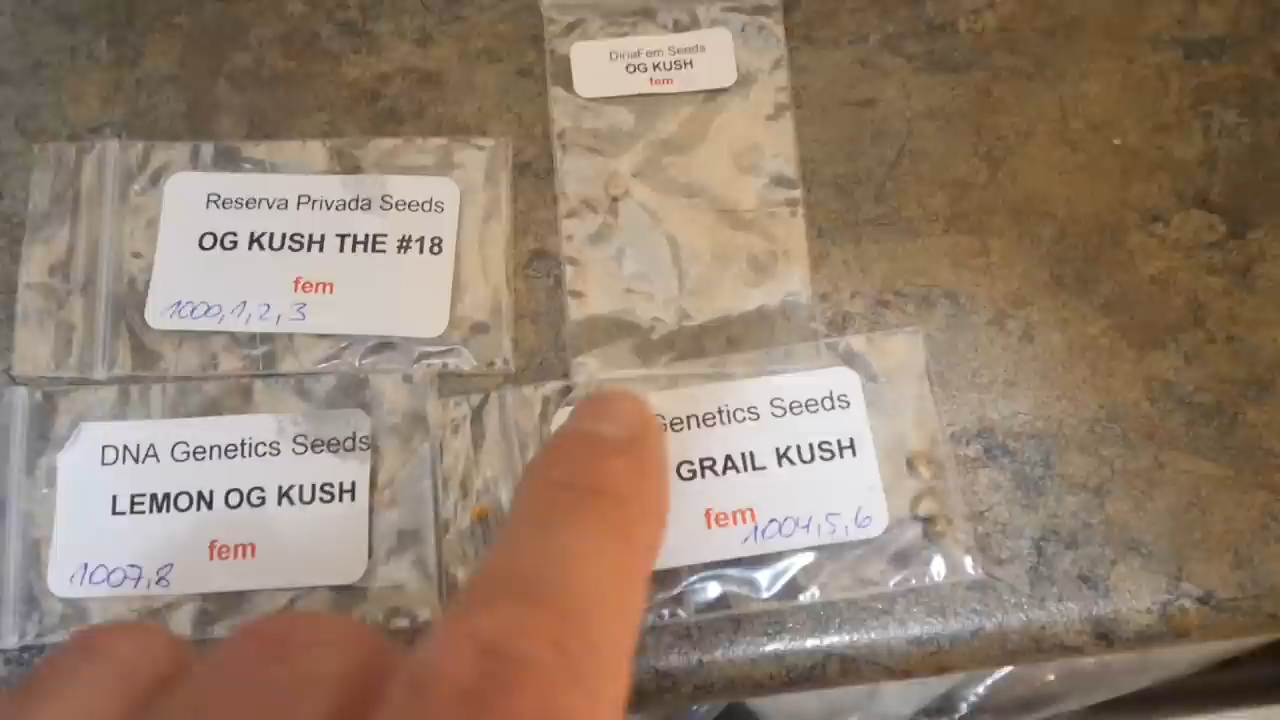 DinaFem Seeds
OG KUSH
fem
Reserva Privada Seeds
OG KUSH THE #18
fem
1000,1,2,3
DNA Genetics Seeds
LEMON OG KUSH
fem
1007,8
Genetics Seeds
GRAIL KUSH
fem
1004,5,6